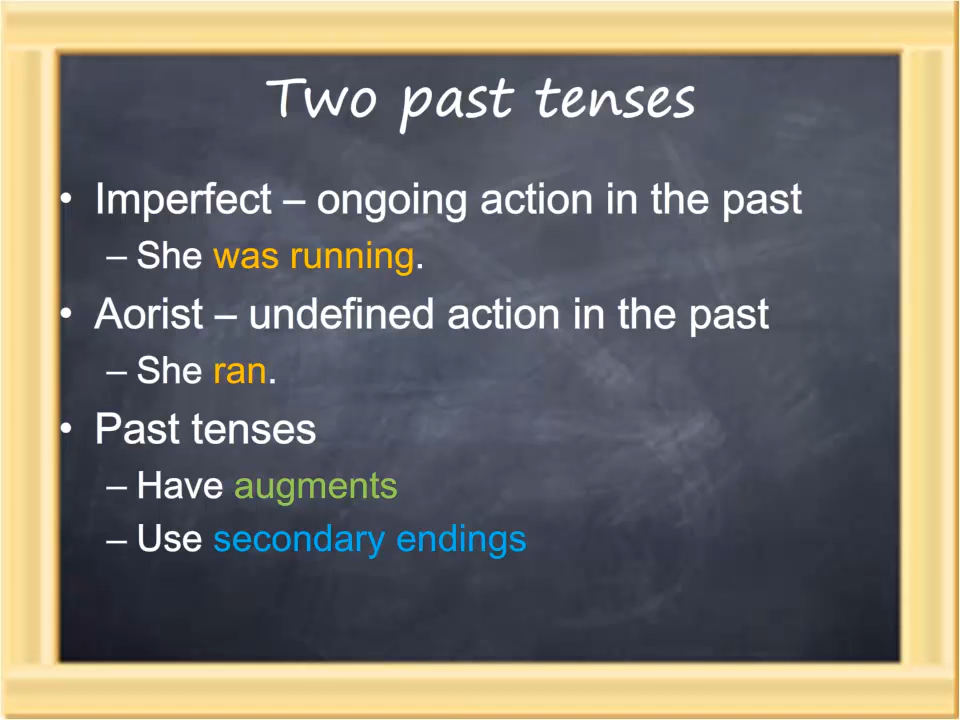 Two past tenses
• Imperfect – ongoing action in the past
– She was running.
• Aorist – undefined action in the past
– She ran.
• Past tenses
– Have augments
– Use secondary endings